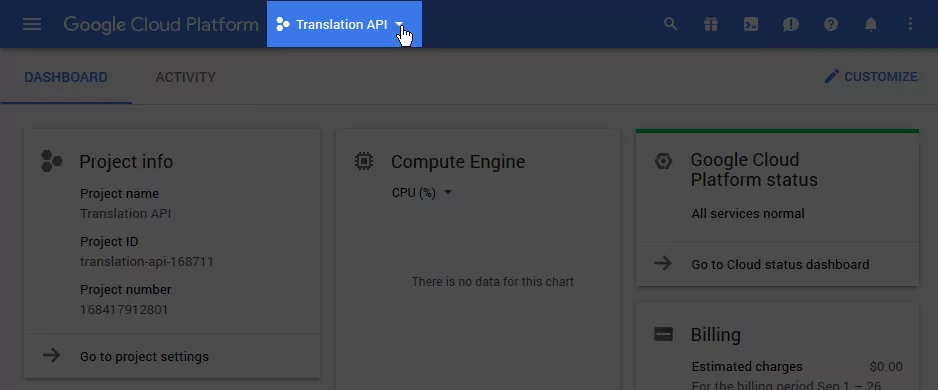 Google Cloud Platform
Translation API
DASHBOARD
ACTIVITY
CUSTOMIZE
Project info
Project name
Translation API
Project ID
translation-api-168711
Project number
168417912801
Go to project settings
Compute Engine
CPU (%)
There is no data for this chart
Google Cloud
Platform status
All services normal
Go to Cloud status dashboard
Billing
Estimated charges $0.00
For the billing period Sep 1 – 26,